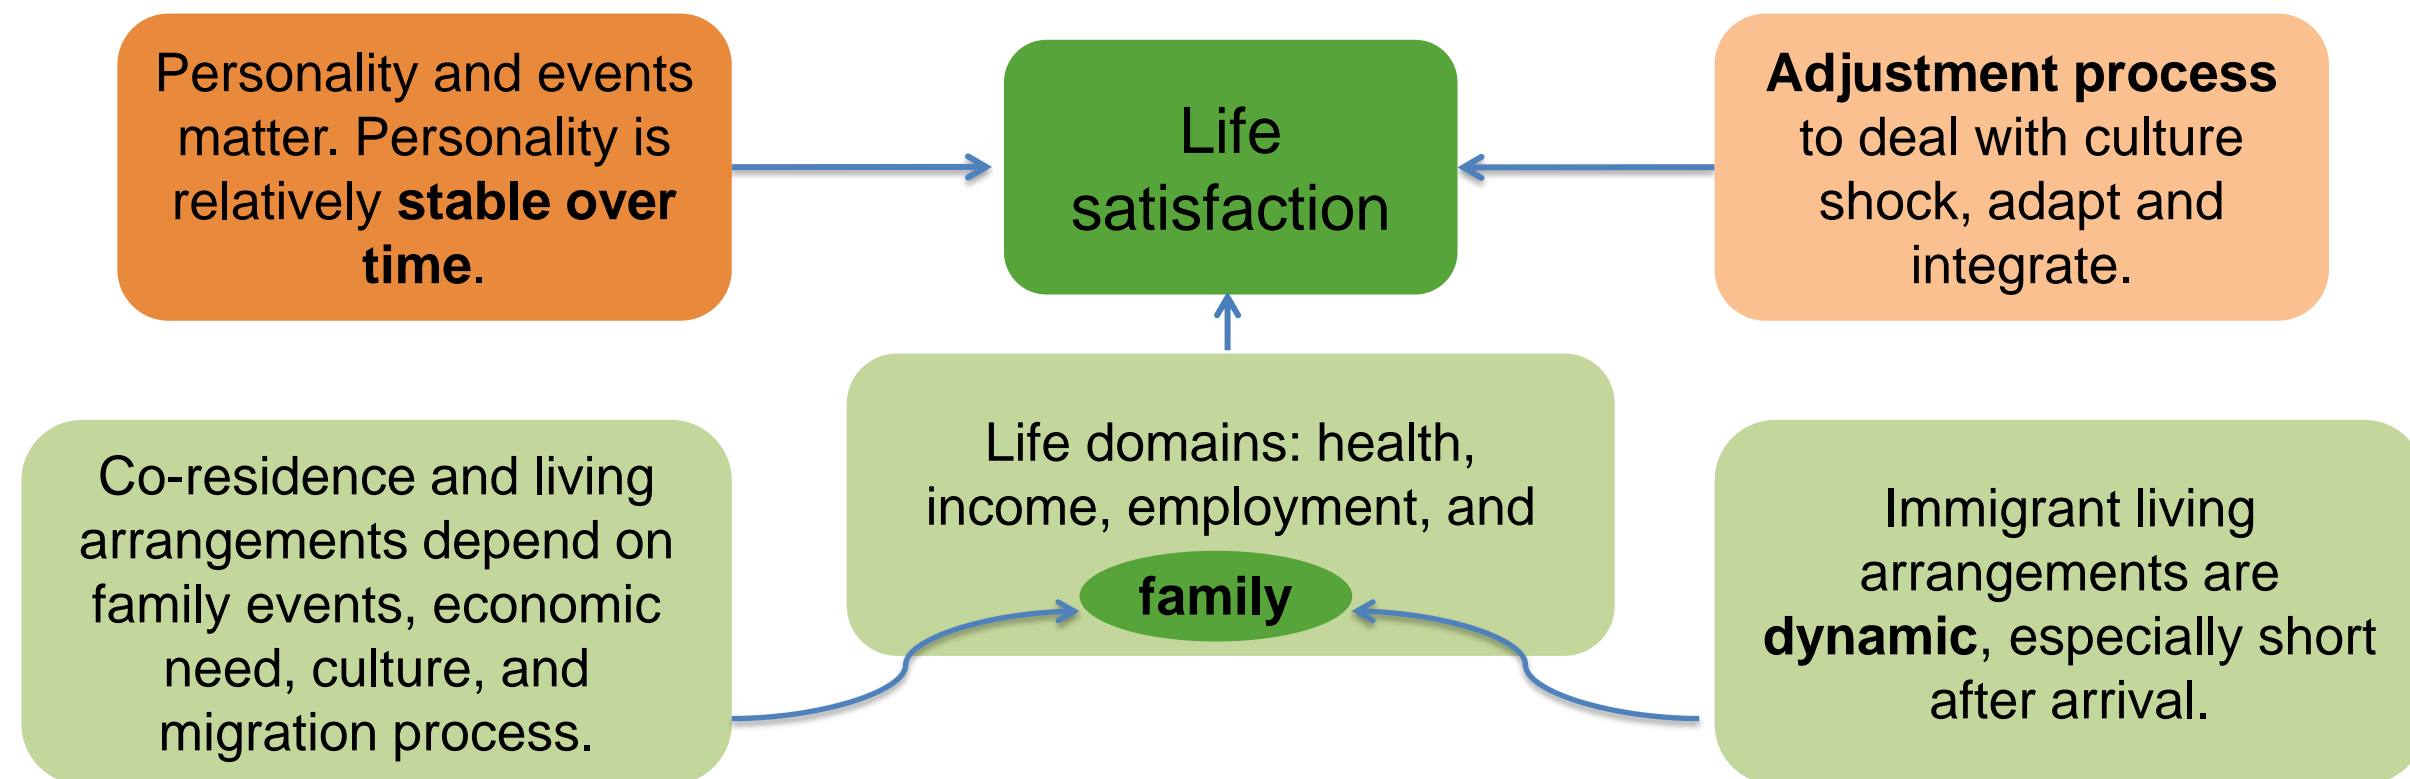 Personality and events
matter. Personality is
relatively stable over
time.
Life
satisfaction
Adjustment process
to deal with culture
shock, adapt and
integrate.
Co-residence and living
arrangements depend on
family events, economic
need, culture, and
migration process.
Life domains: health,
income, employment, and
family
Immigrant living
arrangements are
dynamic, especially short
after arrival.